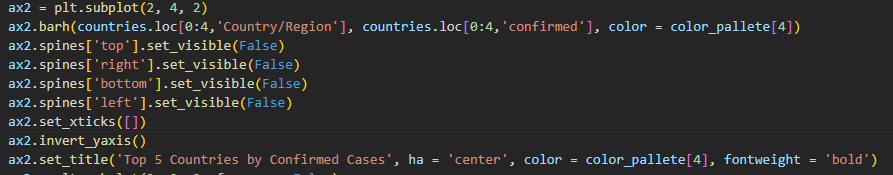 ax2 = plt.subplot(2, 4, 2)
ax2.barh(countries.loc[0:4,'Country/Region'], countries.loc[0:4,'confirmed'], color = color_pallete[4])
ax2.spines['top'].set_visible(False)
ax2.spines['right'].set_visible(False)
ax2.spines['bottom'].set_visible(False)
ax2.spines['left'].set_visible(False)
ax2.set_xticks([])
ax2.invert_yaxis()
ax2.set_title('Top 5 Countries by Confirmed Cases', ha = 'center', color = color_pallete[4], fontweight = 'bold')